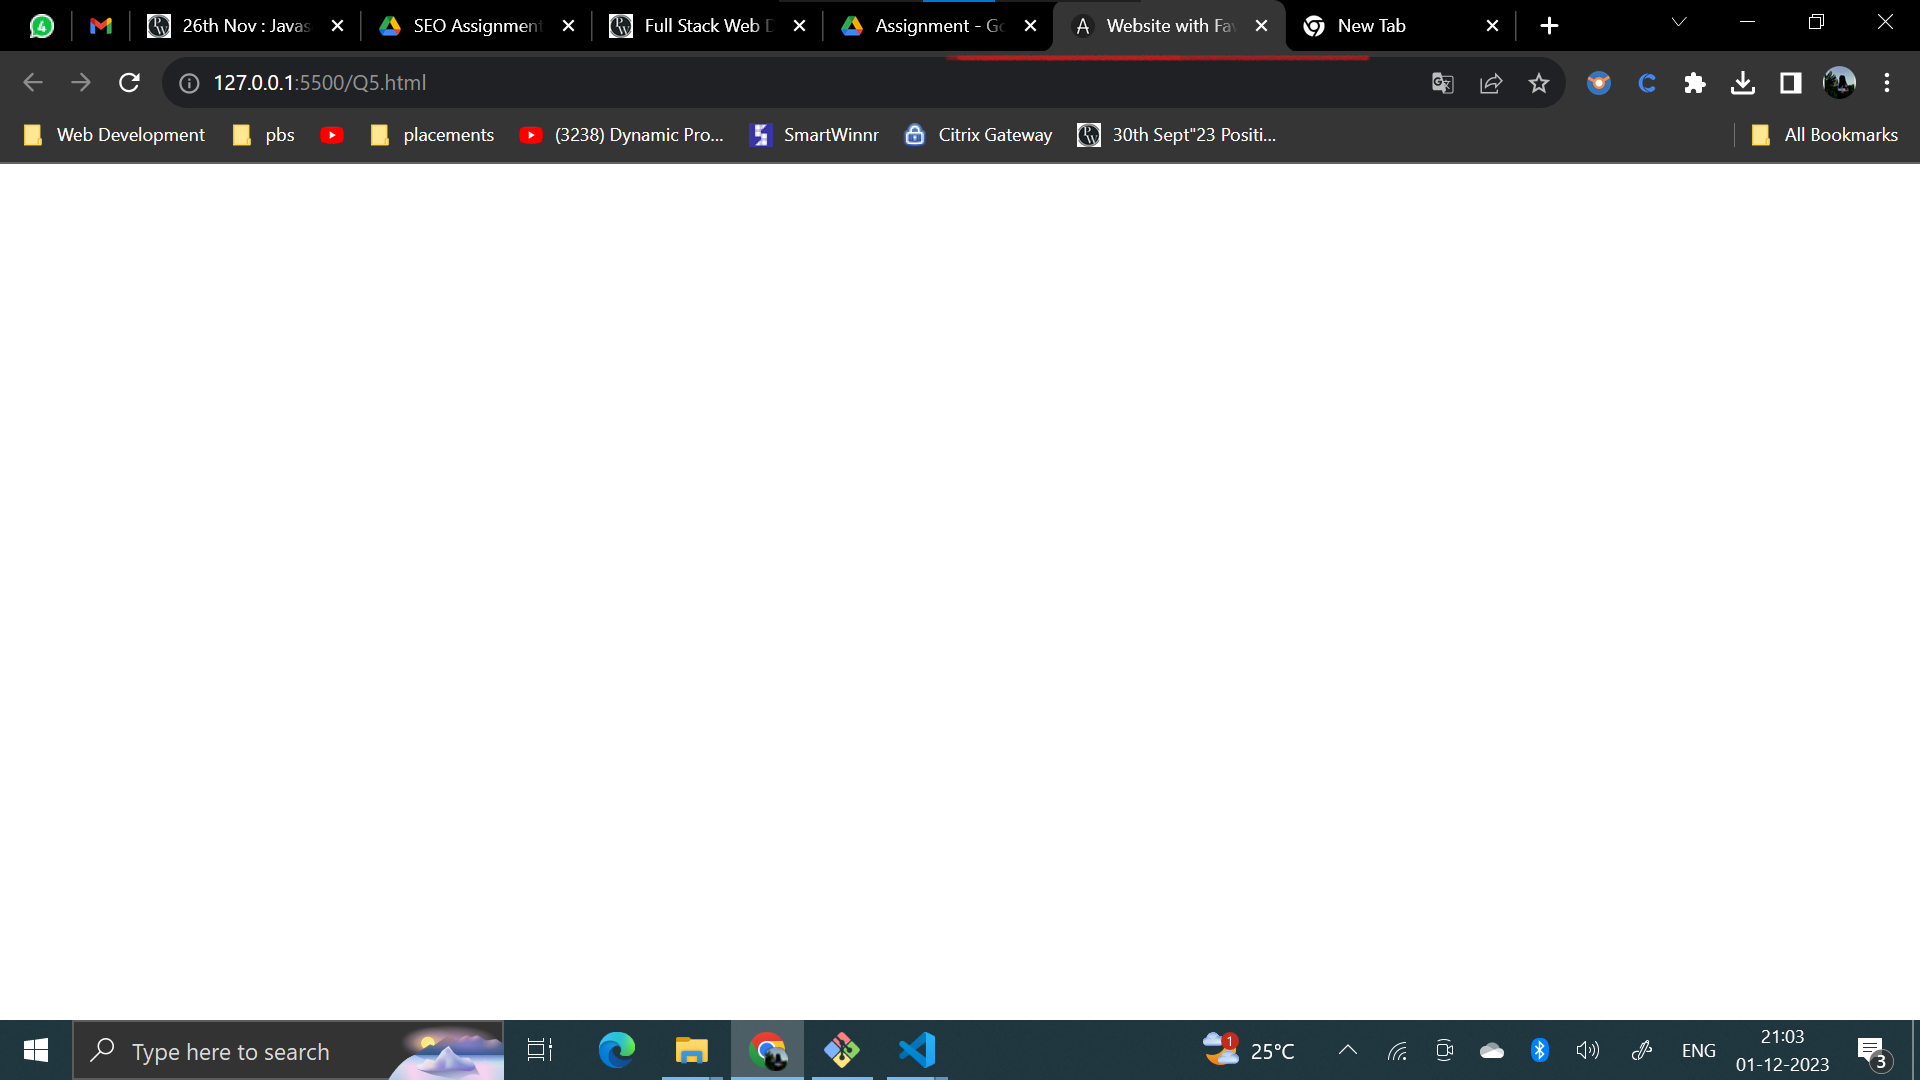 4
26th Nov : Javas
SEO Assignment
Full Stack Web D
Assignment - Go
Website with Fav
New Tab
127.0.0.1:5500/Q5.html
Web Development
pbs
placements
(3238) Dynamic Pro...
SmartWinnr
Citrix Gateway
30th Sept"23 Positi...
All Bookmarks
Type here to search
1
25°C
ENG
21:03
01-12-2023
3